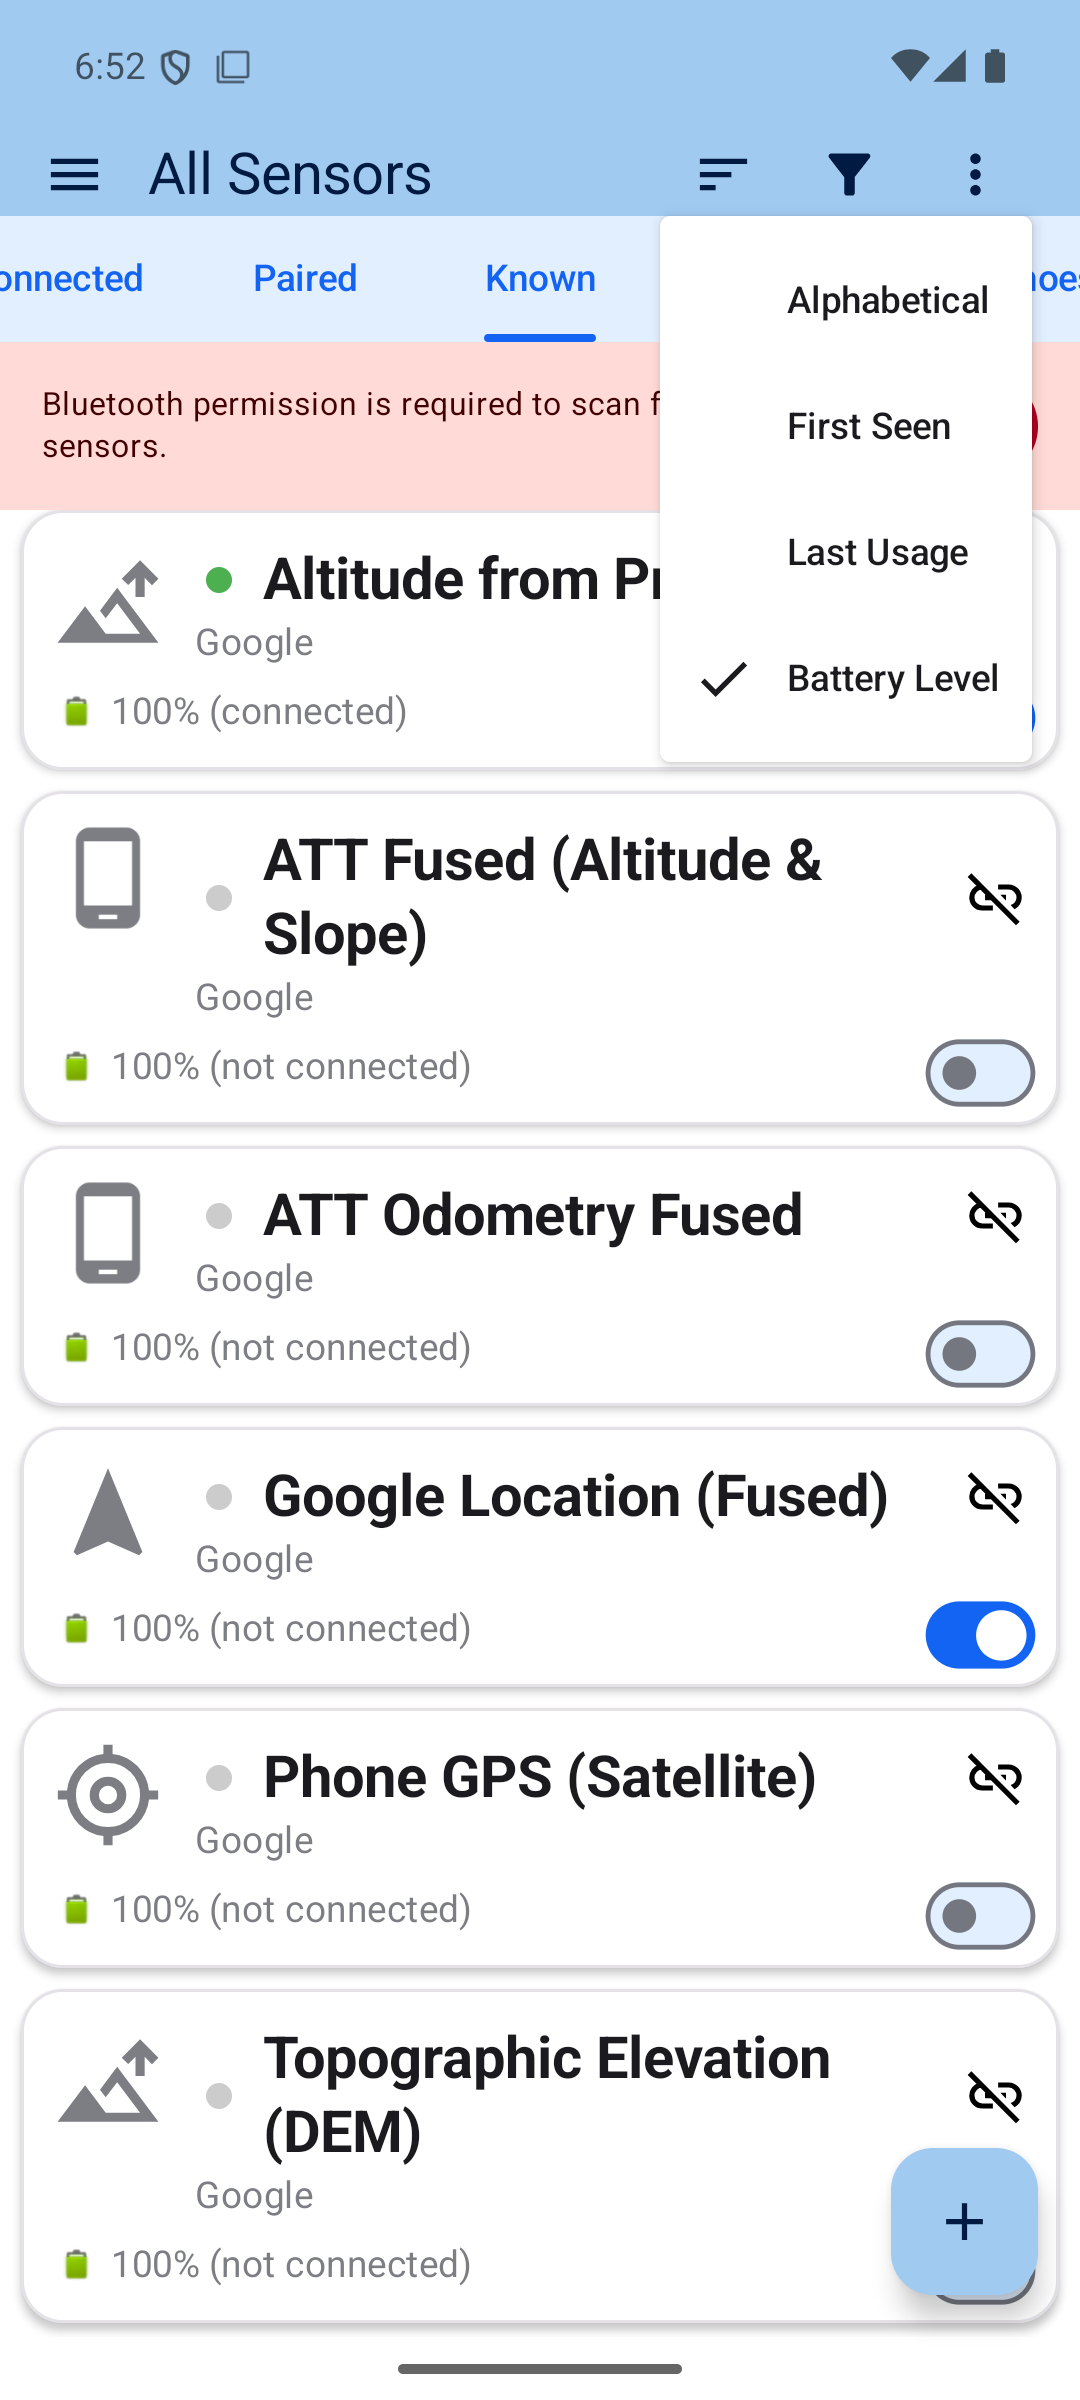 6:52
All Sensors
onnected
Paired
Known
Alphabetical
First Seen
Last Usage
Battery Level
Bluetooth permission is required to scan f
sensors.
Altitude from Pr
Google
100% (connected)
ATT Fused (Altitude &
Slope)
Google
100% (not connected)
ATT Odometry Fused
Google
100% (not connected)
Google Location (Fused)
Google
100% (not connected)
Phone GPS (Satellite)
Google
100% (not connected)
Topographic Elevation
(DEM)
Google
100% (not connected)